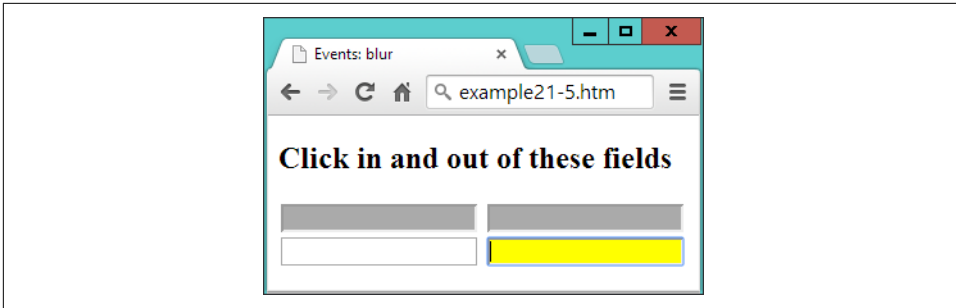 Events: blur
example21-5.htm
Click in and out of these fields